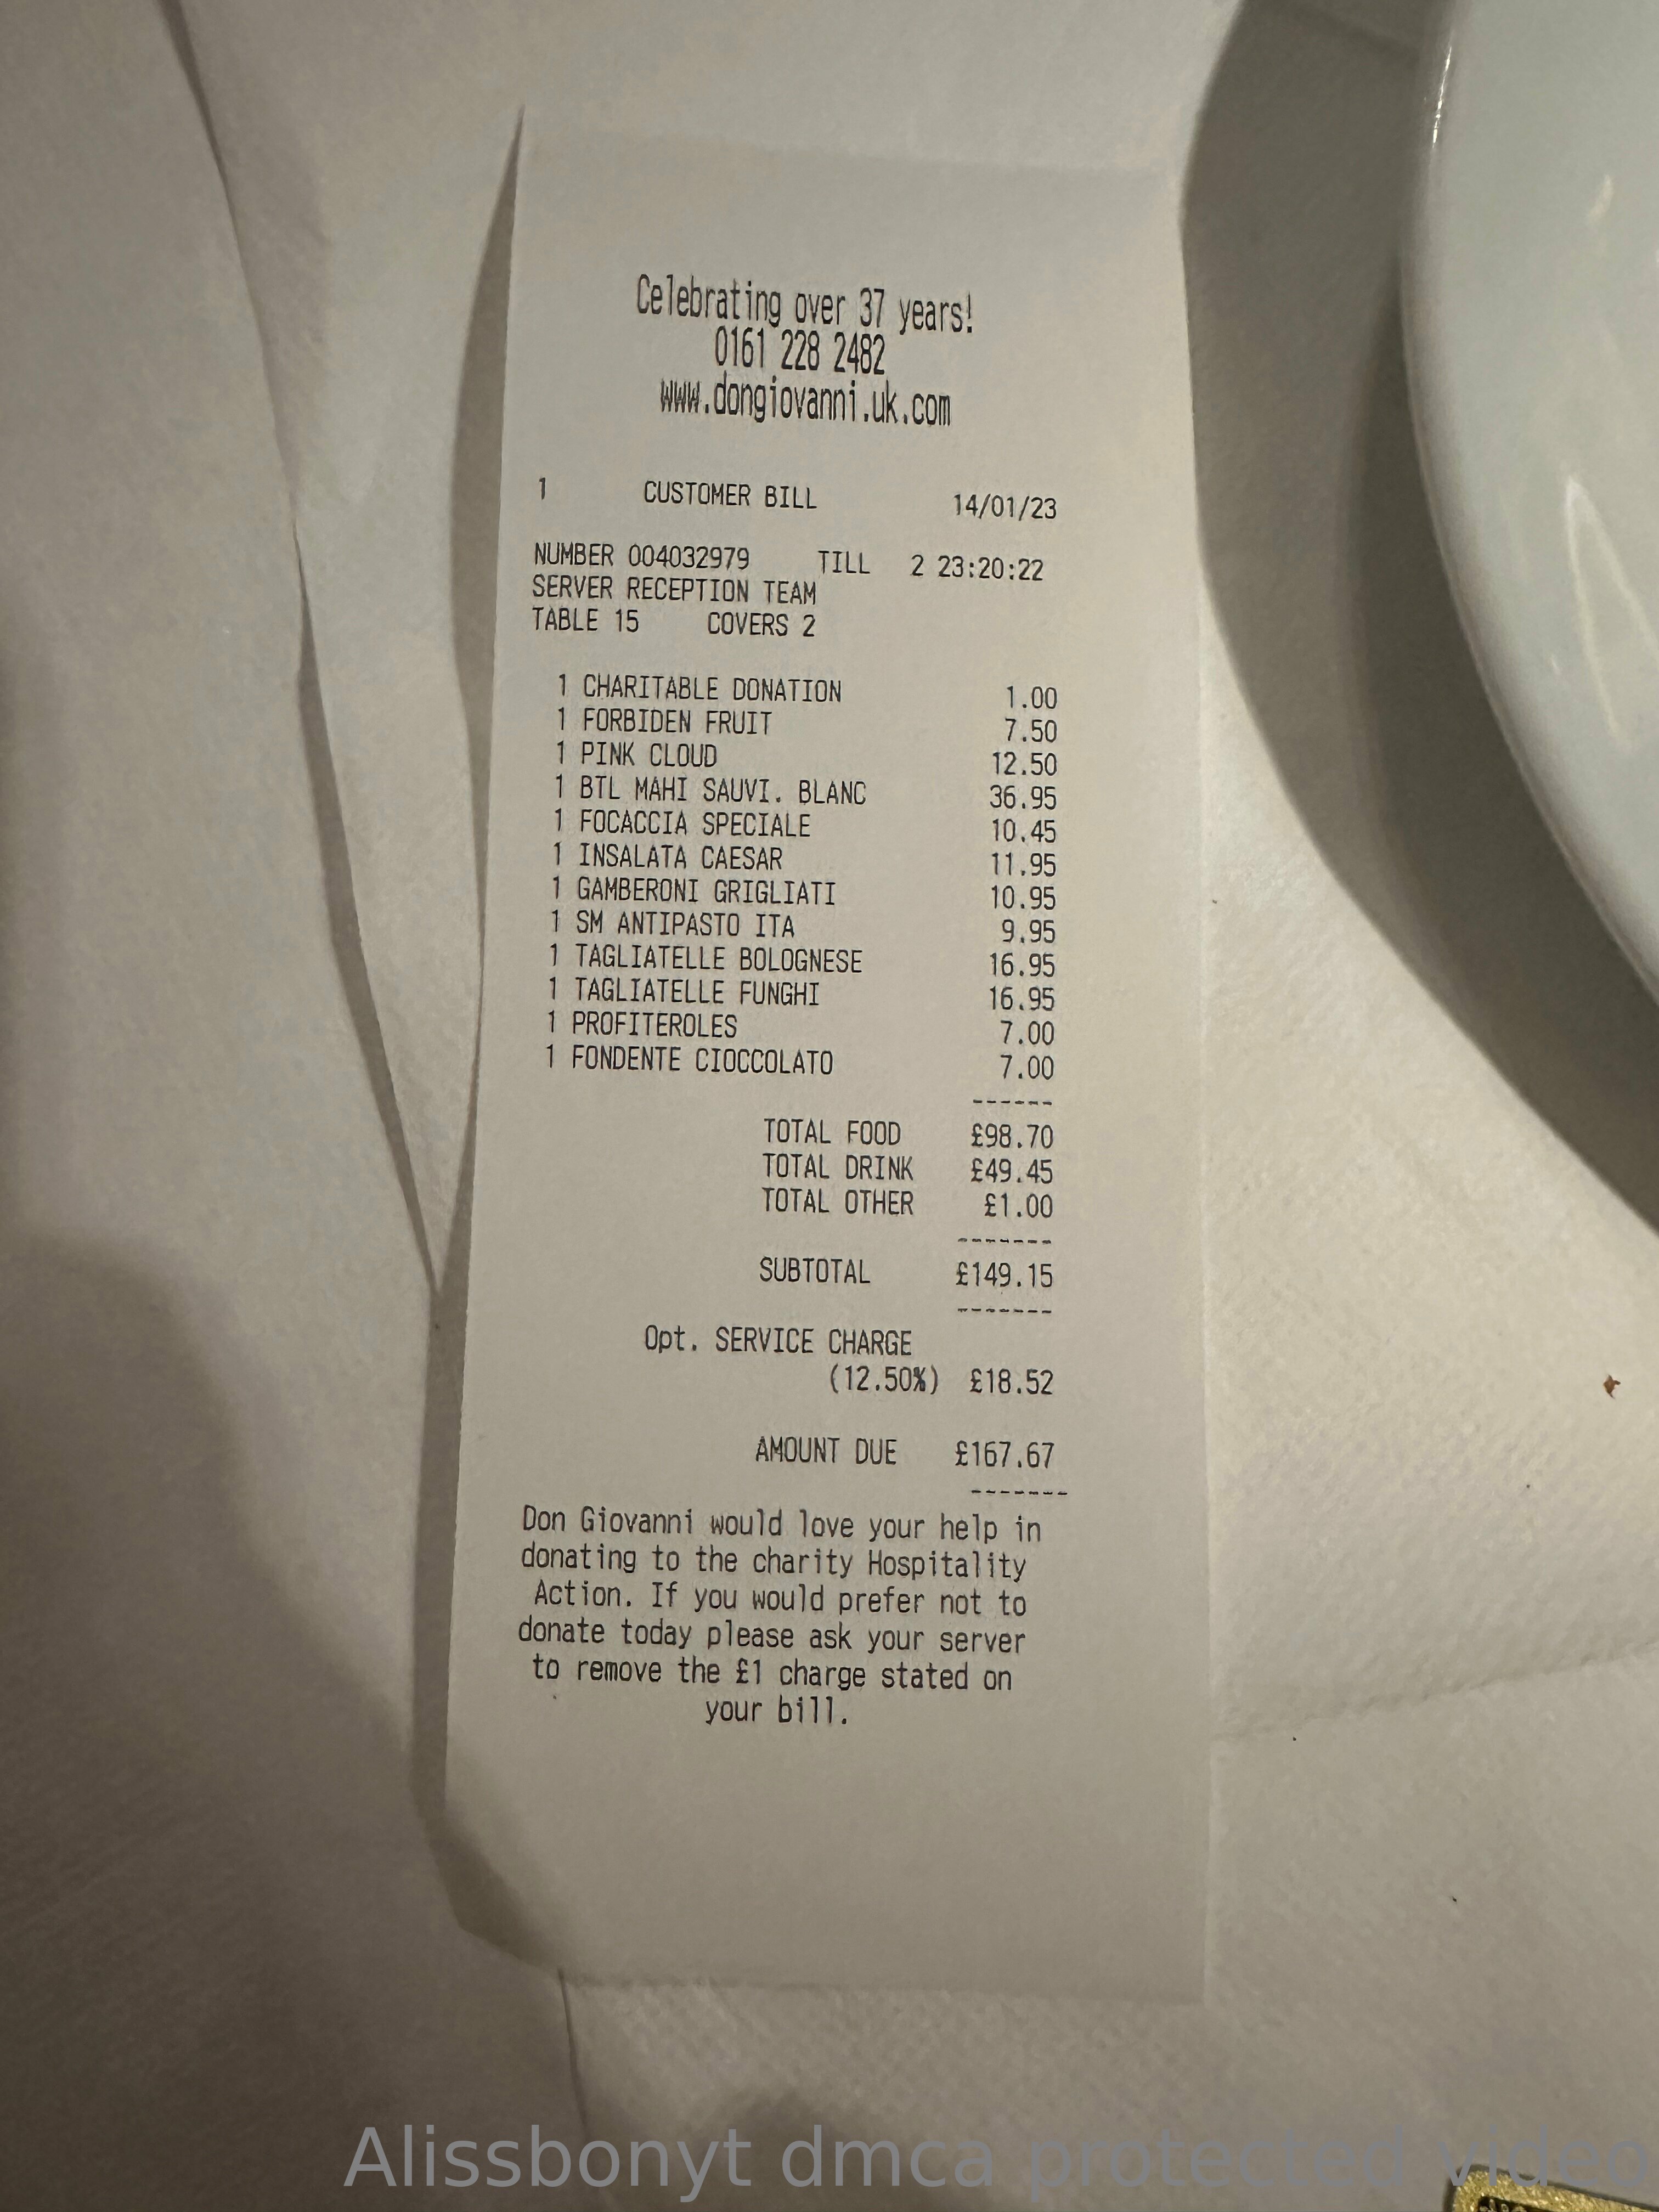 Celebrating over 37 years!
0161 228 2482
www.dongiovanni.uk.com
1 CUSTOMER BILL 14/01/23
NUMBER 004032979 TILL 2 23:20:22
SERVER RECEPTION TEAM
TABLE 15 COVERS 2
1 CHARITABLE DONATION 1.00
1 FORBIDEN FRUIT 7.50
1 PINK CLOUD 12.50
1 BTL MAHI SAUVI. BLANC 36.95
1 FOCACCIA SPECIALE 10.45
1 INSALATA CAESAR 11.95
1 GAMBERONI GRIGLIATI 10.95
1 SM ANTIPASTO ITA 9.95
1 TAGLIATELLE BOLOGNESE 16.95
1 TAGLIATELLE FUNGHI 16.95
1 PROFITEROLES 7.00
1 FONDENTE CIOCCOLATO 7.00
------
TOTAL FOOD £98.70
TOTAL DRINK £49.45
TOTAL OTHER £1.00
-------
SUBTOTAL £149.15
-------
Opt. SERVICE CHARGE
(12.50%) £18.52
AMOUNT DUE £167.67
-------
Don Giovanni would love your help in
donating to the charity Hospitality
Action. If you would prefer not to
donate today please ask your server
to remove the £1 charge stated on
your bill.
Alissbonyt dmca protected video